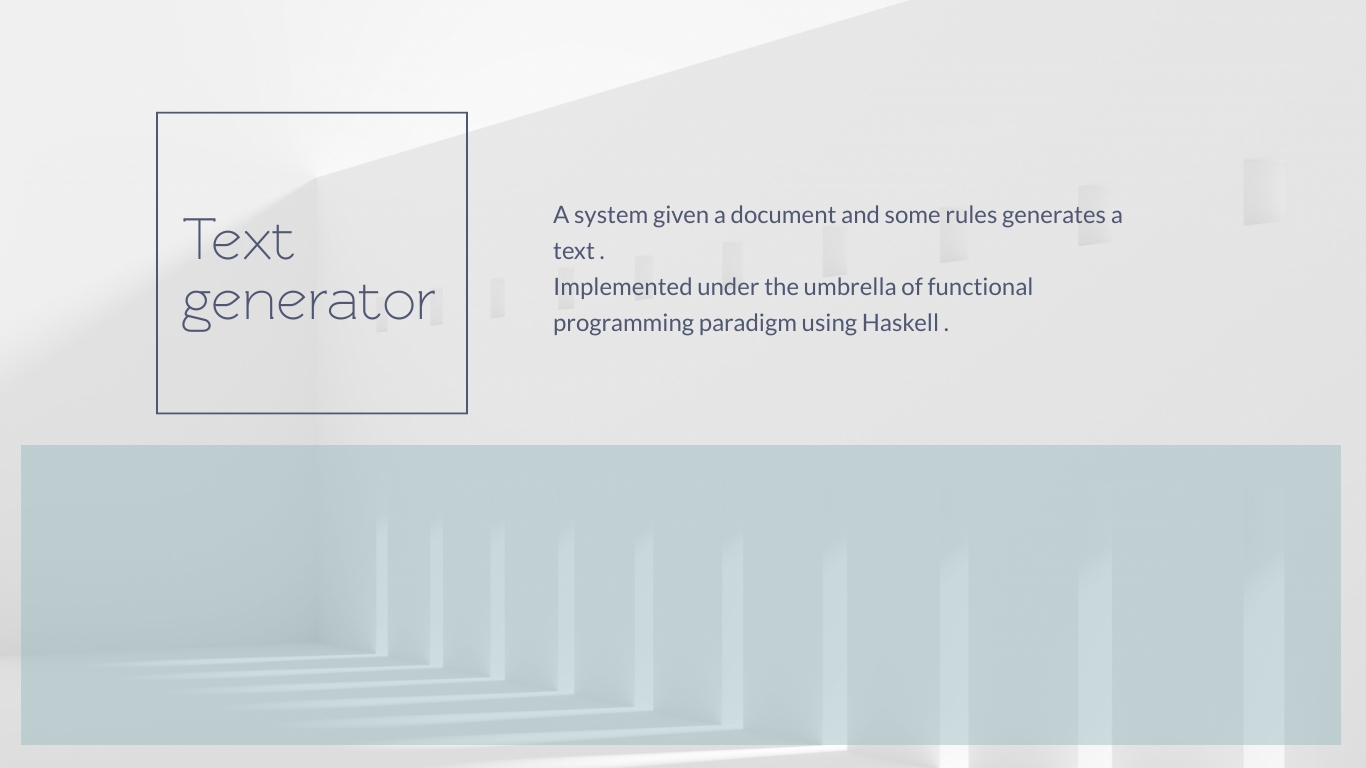 Text
generator
A system given a document and some rules generates a
text .
Implemented under the umbrella of functional
programming paradigm using Haskell .